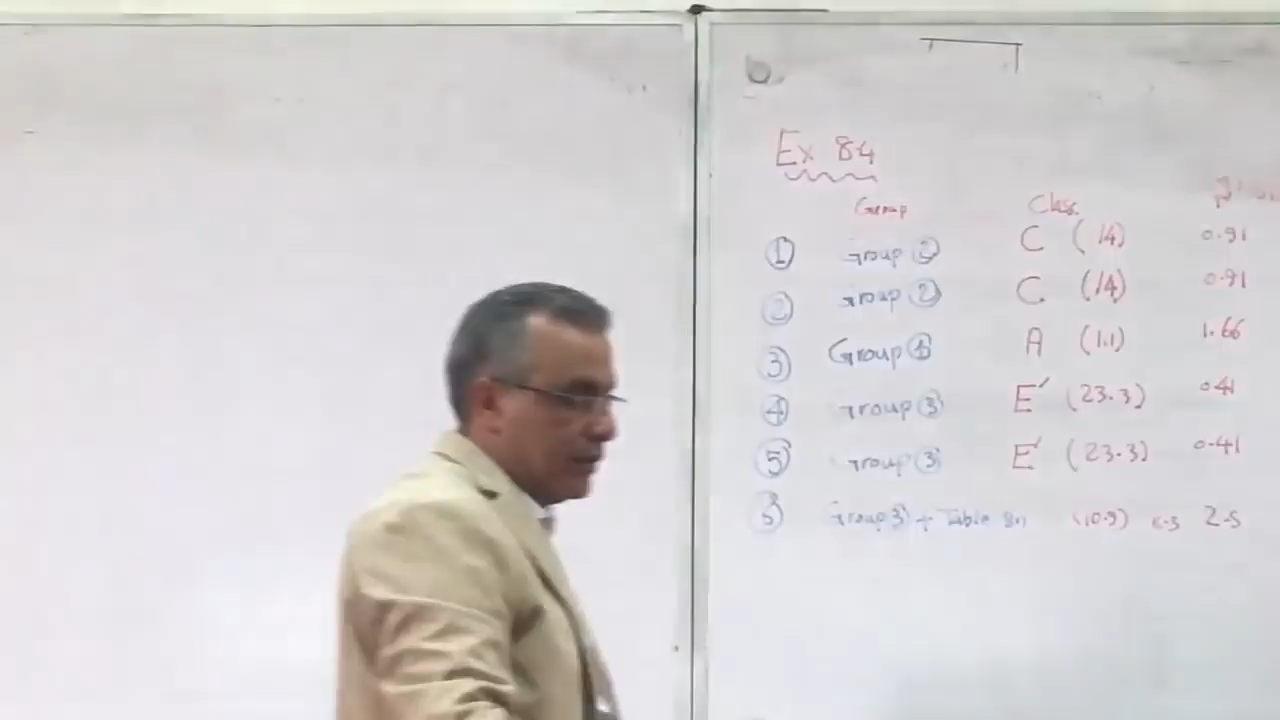 b.
Ex 84
Group Class
① Group ② C (14) 0.91
② Group ② C (14) 0.91
③ Group ① A (1.1) 1.66
④ Group ③ E' (23.3) 0.41
⑤ Group ③ E' (23.3) 0.41
⑥ Group 3 + Table (10.9) 2.5